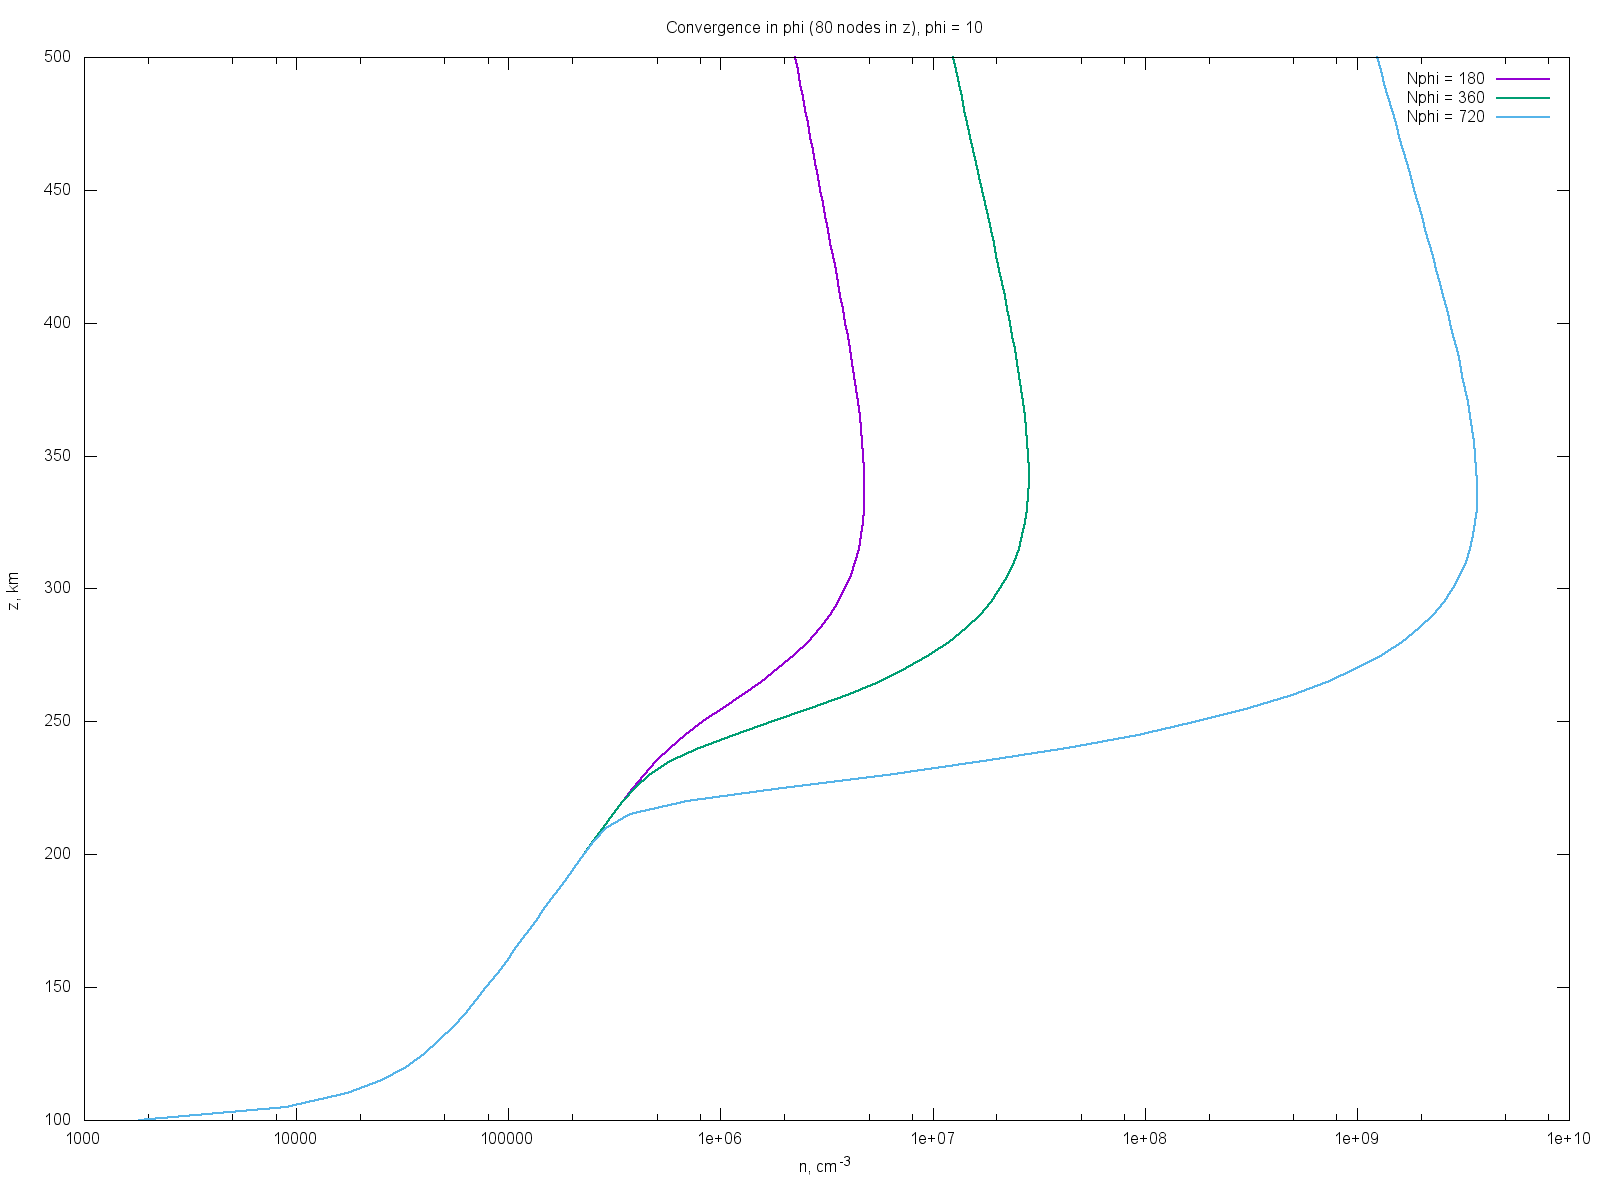 Convergence in phi (80 nodes in z), phi = 10
Nphi = 180
Nphi = 360
Nphi = 720
500
450
400
350
300
250
200
150
100
z, km
1000 10000 100000 1e+06 1e+07 1e+08 1e+09 1e+10
n, cm-3